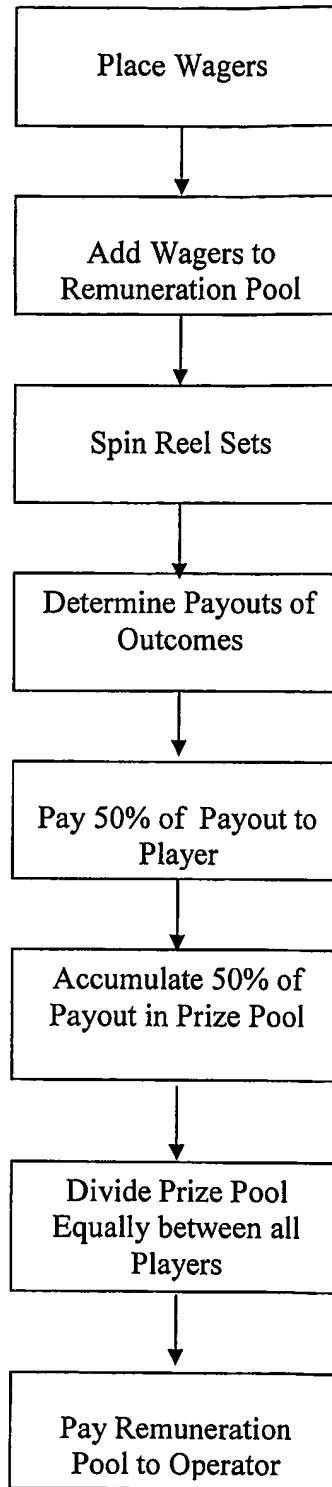 Place Wagers
Add Wagers to
Remuneration Pool
Spin Reel Sets
Determine Payouts of
Outcomes
Pay 50% of Payout to
Player
Accumulate 50% of
Payout in Prize Pool
Divide Prize Pool
Equally between all
Players
Pay Remuneration
Pool to Operator